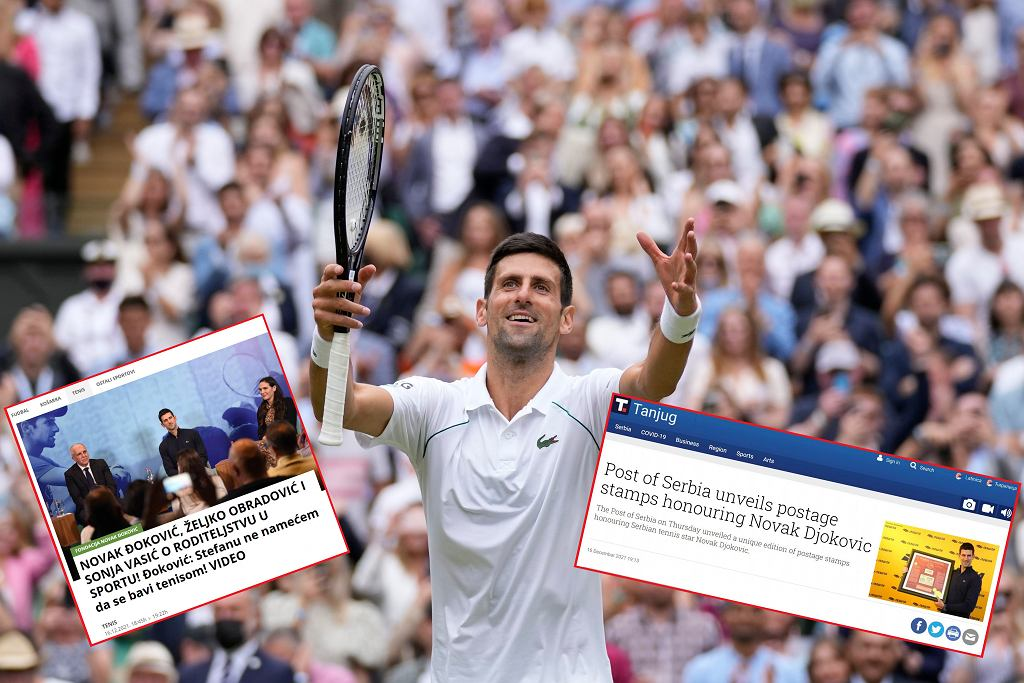 FUDBAL KOŠARKA TENIS OSTALI SPORTOVI
FONDACIJA NOVAK ĐOKOVIĆ
NOVAK ĐOKOVIĆ, ŽELJKO OBRADOVIĆ I
SONJA VASIĆ O RODITELJSTVU U
SPORTU! Đoković: Stefanu ne namećem
da se bavi tenisom! VIDEO
TENIS
T. Tanjug
Serbia COVID-19 Business Region Sports Arts
Sign in Search Latinica Ћирилица
Post of Serbia unveils postage
stamps honouring Novak Djokovic
The Post of Serbia on Thursday unveiled a unique edition of postage stamps
honouring Serbian tennis star Novak Djokovic.